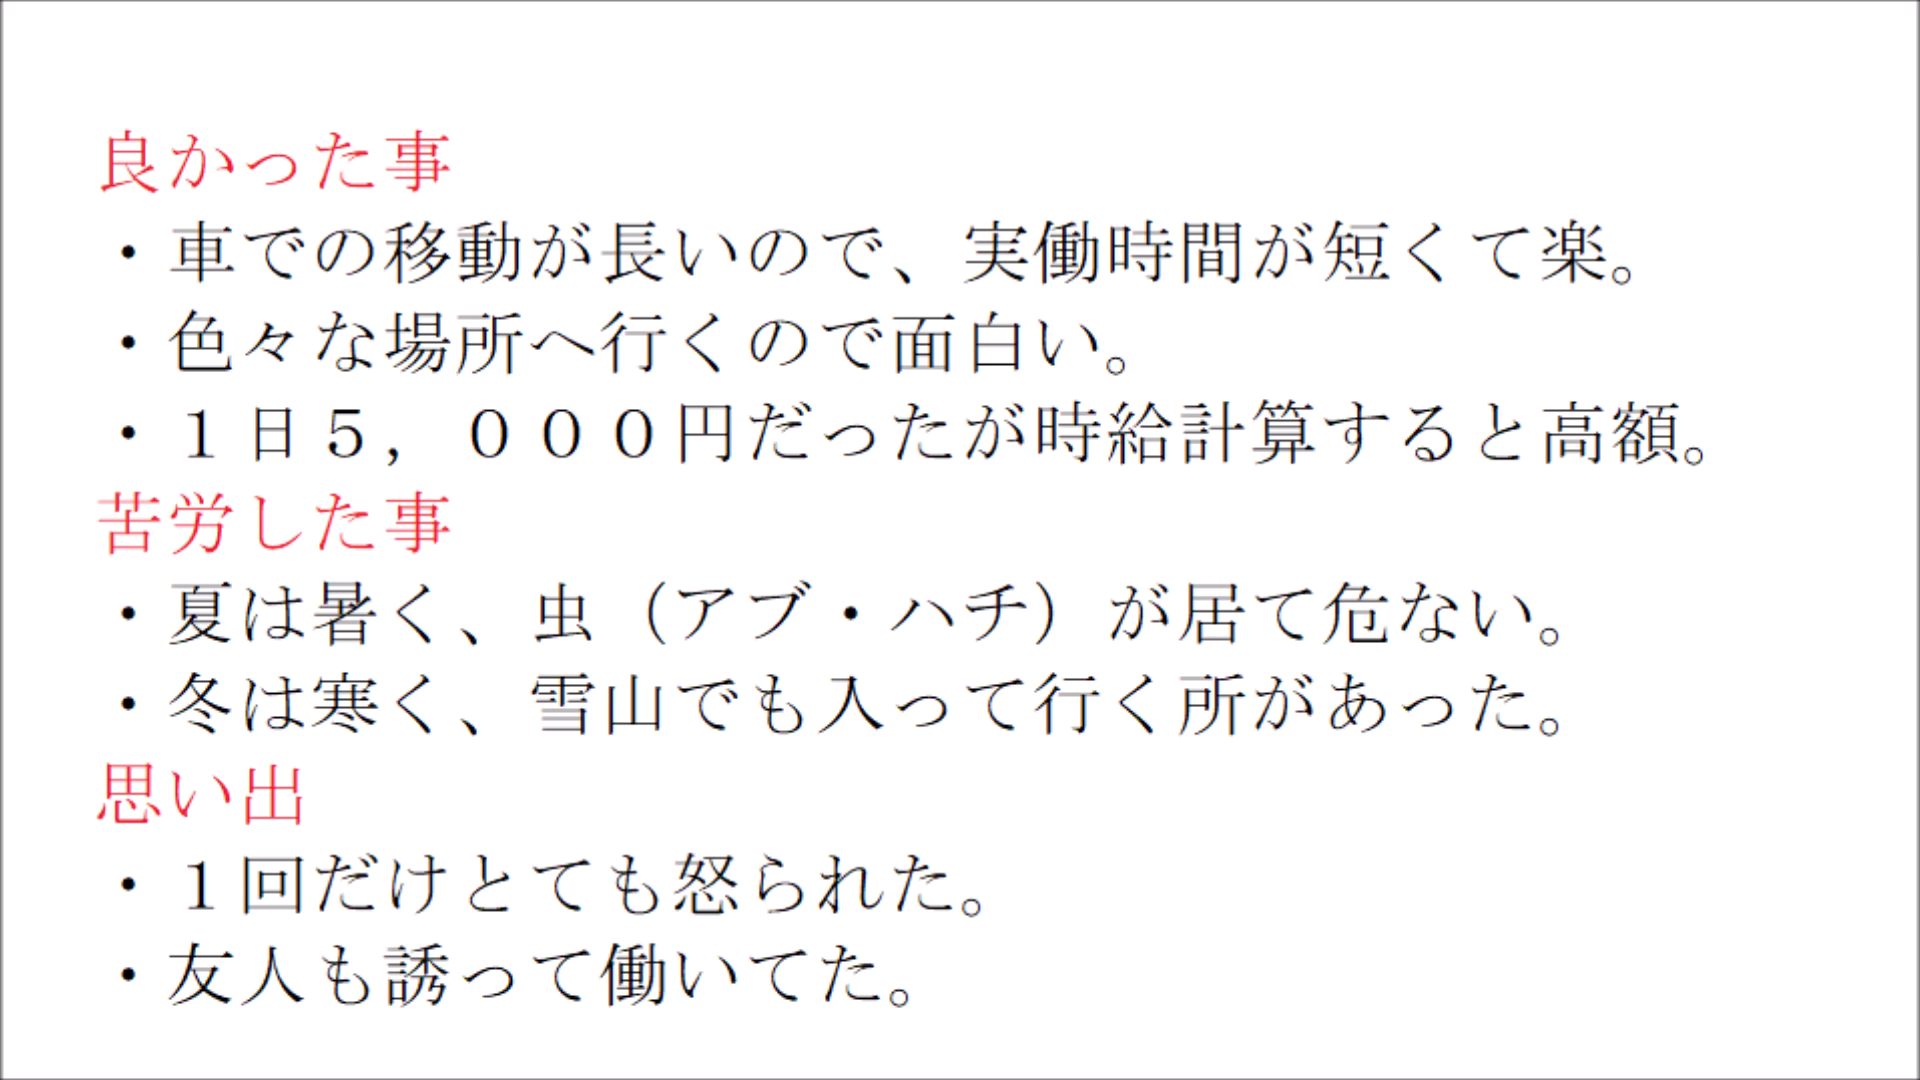 良かった事
・車での移動が長いので、実働時間が短くて楽。
・色々な場所へ行くので面白い。
・１日５，０００円だったが時給計算すると高額。
苦労した事
・夏は暑く、虫（アブ・ハチ）が居て危ない。
・冬は寒く、雪山でも入って行く所があった。
思い出
・１回だけとても怒られた。
・友人も誘って働いてた。